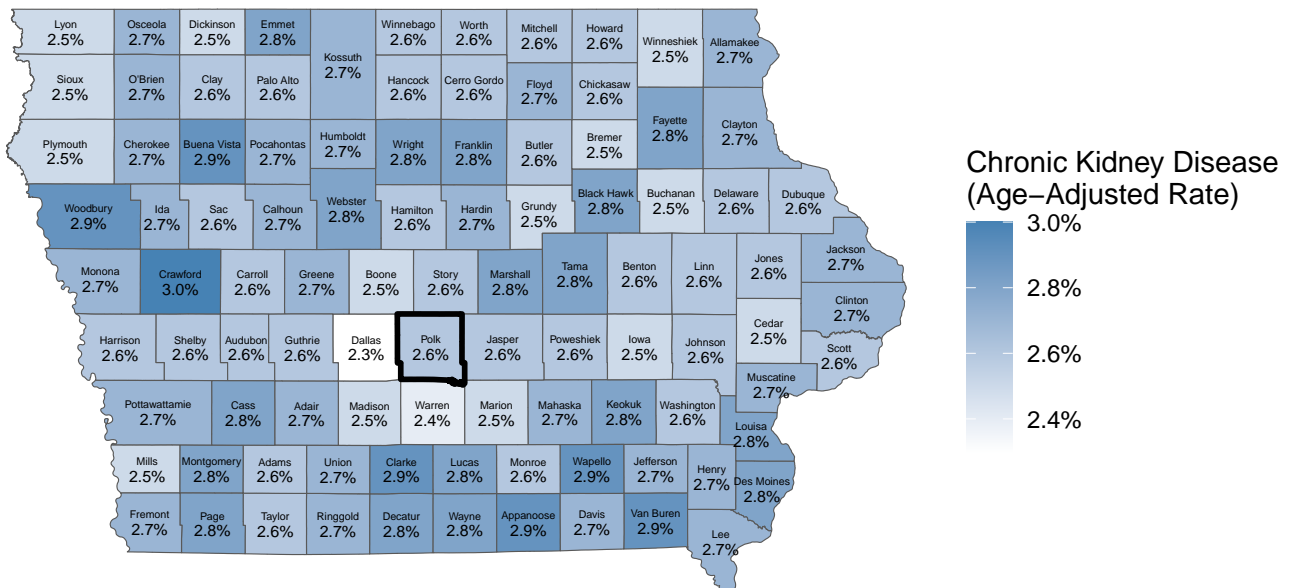 Lyon
2.5%
Osceola
2.7%
Dickinson
2.5%
Emmet
2.8%
Kossuth
2.7%
Winnebago
2.6%
Worth
2.6%
Mitchell
2.6%
Howard
2.6%
Winneshiek
2.5%
Allamakee
2.7%
Sioux
2.5%
O'Brien
2.7%
Clay
2.6%
Palo Alto
2.6%
Hancock
2.6%
Cerro Gordo
2.6%
Floyd
2.7%
Chickasaw
2.6%
Fayette
2.8%
Clayton
2.7%
Plymouth
2.5%
Cherokee
2.7%
Buena Vista
2.9%
Pocahontas
2.7%
Humboldt
2.7%
Wright
2.8%
Franklin
2.8%
Butler
2.6%
Bremer
2.5%
Woodbury
2.9%
Ida
2.7%
Sac
2.6%
Calhoun
2.7%
Webster
2.8%
Hamilton
2.6%
Hardin
2.7%
Grundy
2.5%
Black Hawk
2.8%
Buchanan
2.5%
Delaware
2.6%
Dubuque
2.6%
Monona
2.7%
Crawford
3.0%
Carroll
2.6%
Greene
2.7%
Boone
2.5%
Story
2.6%
Marshall
2.8%
Tama
2.8%
Benton
2.6%
Linn
2.6%
Jones
2.6%
Jackson
2.7%
Clinton
2.7%
Harrison
2.6%
Shelby
2.6%
Audubon
2.6%
Guthrie
2.6%
Dallas
2.3%
Polk
2.6%
Jasper
2.6%
Poweshiek
2.6%
Iowa
2.5%
Johnson
2.6%
Cedar
2.5%
Scott
2.6%
Muscatine
2.7%
Pottawattamie
2.7%
Cass
2.8%
Adair
2.7%
Madison
2.5%
Warren
2.4%
Marion
2.5%
Mahaska
2.7%
Keokuk
2.8%
Washington
2.6%
Louisa
2.8%
Mills
2.5%
Montgomery
2.8%
Adams
2.6%
Union
2.7%
Clarke
2.9%
Lucas
2.8%
Monroe
2.6%
Wapello
2.9%
Jefferson
2.7%
Henry
2.7%
Des Moines
2.8%
Fremont
2.7%
Page
2.8%
Taylor
2.6%
Ringgold
2.7%
Decatur
2.8%
Wayne
2.8%
Appanoose
2.9%
Davis
2.7%
Van Buren
2.9%
Lee
2.7%
Chronic Kidney Disease
(Age−Adjusted Rate)
3.0%
2.8%
2.6%
2.4%